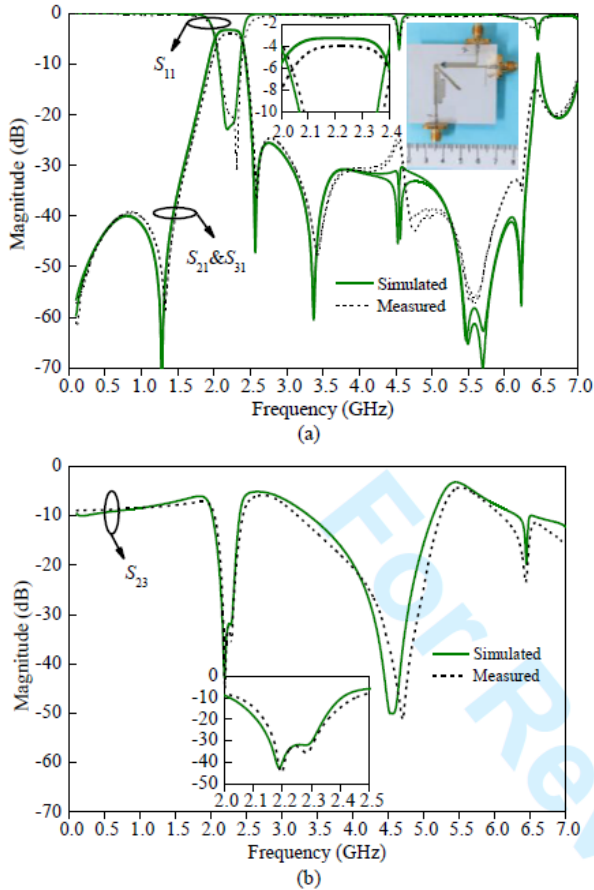 0
-10
-20
-30
-40
-50
-60
-70
Magnitude (dB)
S11
S21&S31
-2
-4
-6
-8
-10
2.0 2.1 2.2 2.3 2.4
Simulated
Measured
0.0 0.5 1.0 1.5 2.0 2.5 3.0 3.5 4.0 4.5 5.0 5.5 6.0 6.5 7.0
Frequency (GHz)
(a)
0
-10
-20
-30
-40
-50
-60
-70
Magnitude (dB)
S23
Simulated
Measured
0
-10
-20
-30
-40
-50
2.0 2.1 2.2 2.3 2.4 2.5
0.0 0.5 1.0 1.5 2.0 2.5 3.0 3.5 4.0 4.5 5.0 5.5 6.0 6.5 7.0
Frequency (GHz)
(b)
For Rev